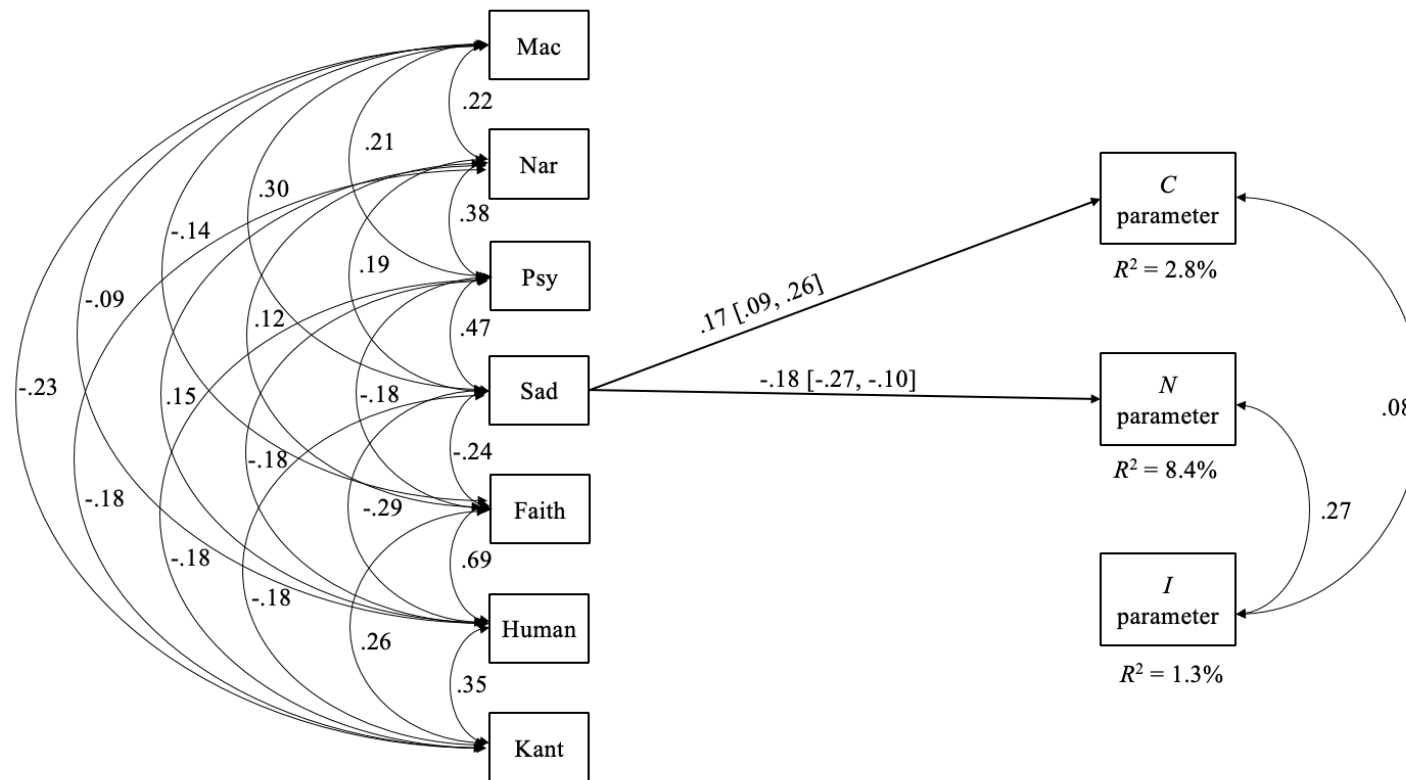 Mac
.22
Nar
.21
.30
.38
-.14
.19
Psy
-.09
.12
.47
-.23
.15
-.18
Sad
-.24
-.18
-.18
-.29
Faith
-.18
.69
-.18
.26
Human
.35
Kant
.17 [.09, .26]
-.18 [-.27, -.10]
C
parameter
R² = 2.8%
N
parameter
R² = 8.4%
I
parameter
R² = 1.3%
.27
.08